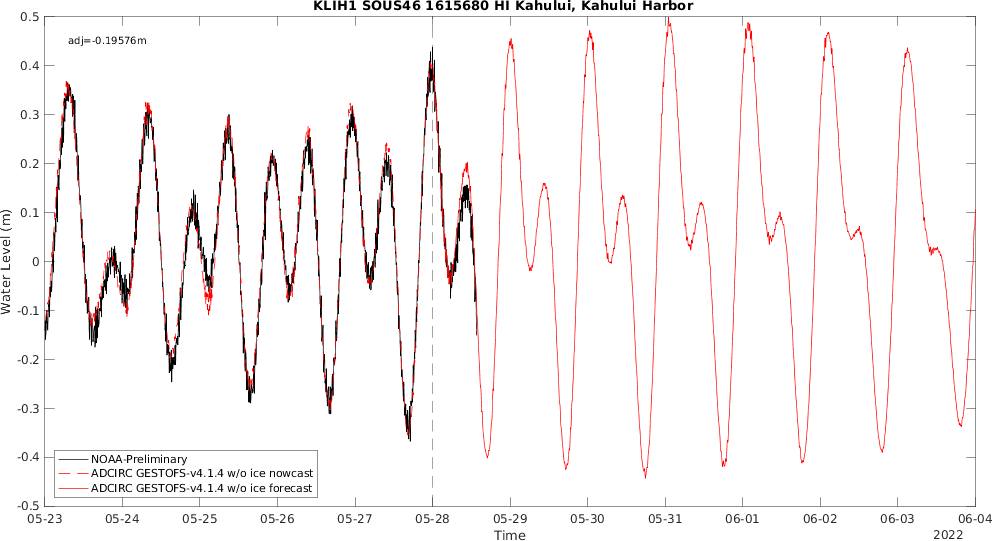 KLIH1 SOUS46 1615680 HI Kahului, Kahului Harbor
adj=-0.19576m
0.5
0.4
0.3
0.2
0.1
0
-0.1
-0.2
-0.3
-0.4
-0.5
Water Level (m)
NOAA-Preliminary
ADCIRC GESTOFS-v4.1.4 w/o ice nowcast
ADCIRC GESTOFS-v4.1.4 w/o ice forecast
05-23 05-24 05-25 05-26 05-27 05-28 05-29 05-30 05-31 06-01 06-02 06-03 06-04
Time
2022